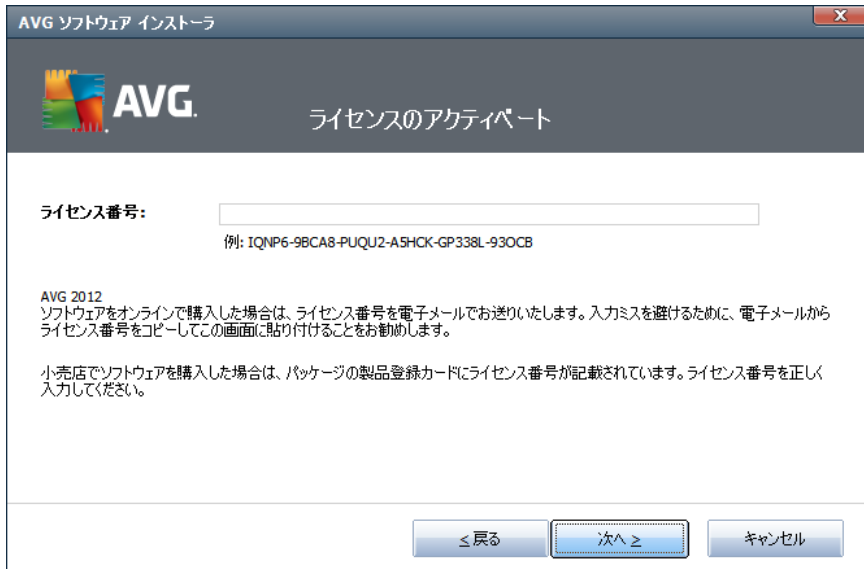 AVG ソフトウェア インストーラ
AVG.
ライセンスのアクティベート
ライセンス番号:
例: IQNP6-9BCA8-PUQU2-A5HCK-GP338L-93OCB
AVG 2012
ソフトウェアをオンラインで購入した場合は、ライセンス番号を電子メールでお送りいたします。入力ミスを避けるために、電子メールから
ライセンス番号をコピーしてこの画面に貼り付けることをお勧めします。
小売店でソフトウェアを購入した場合は、パッケージの製品登録カードにライセンス番号が記載されています。ライセンス番号を正しく
入力してください。
≤戻る
次へ ≥
キャンセル